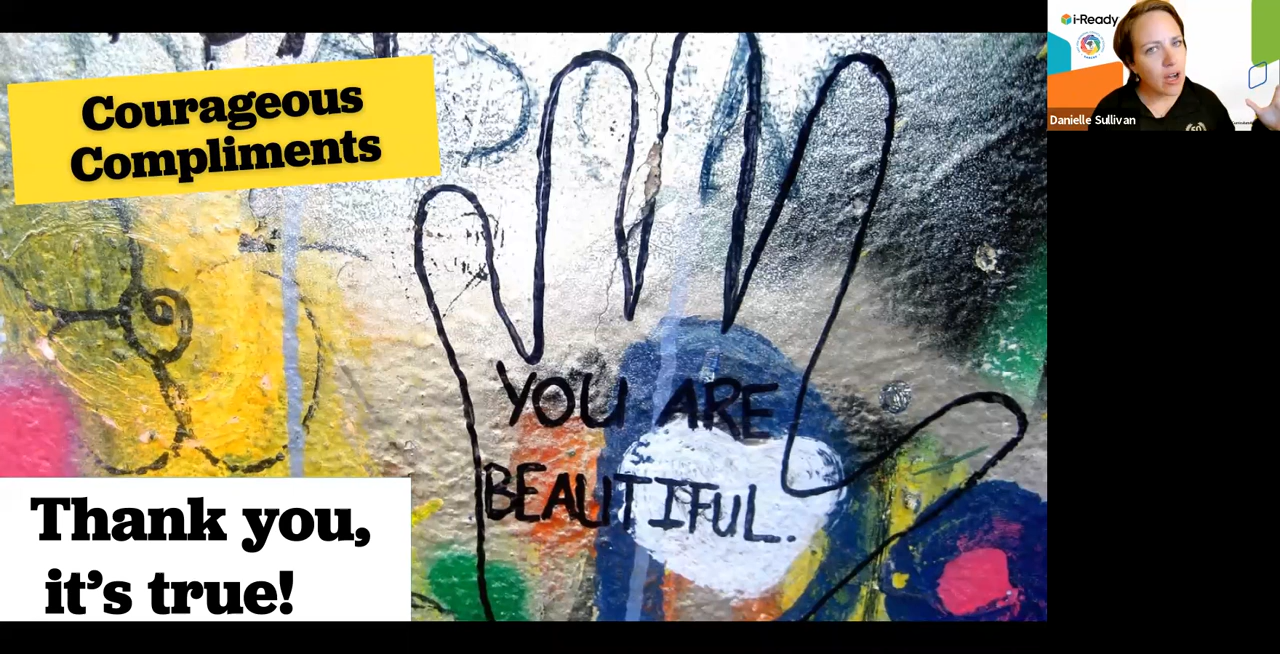 Courageous
Compliments
YOU ARE
BEAUTIFUL.
Thank you,
it's true!
i-Ready
Danielle Sullivan